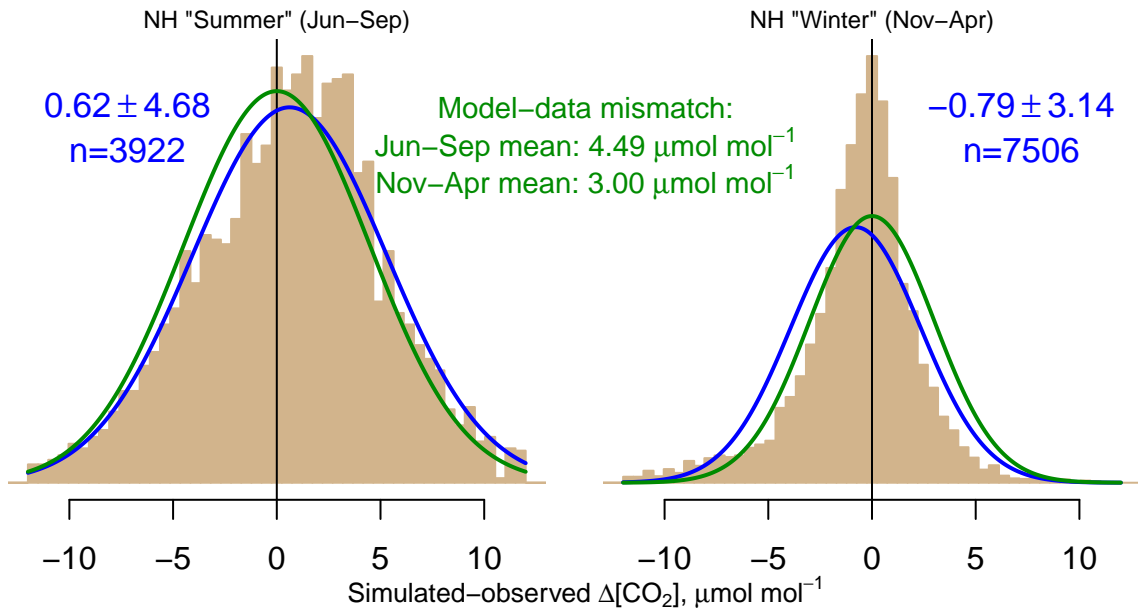 NH "Summer" (Jun−Sep)
0.62 ± 4.68
n=3922
Model−data mismatch:
Jun−Sep mean: 4.49 μmol mol⁻¹
Nov−Apr mean: 3.00 μmol mol⁻¹
NH "Winter" (Nov−Apr)
−0.79 ± 3.14
n=7506
−10 −5 0 5 10
−10 −5 0 5 10
Simulated−observed Δ[CO₂], μmol mol⁻¹